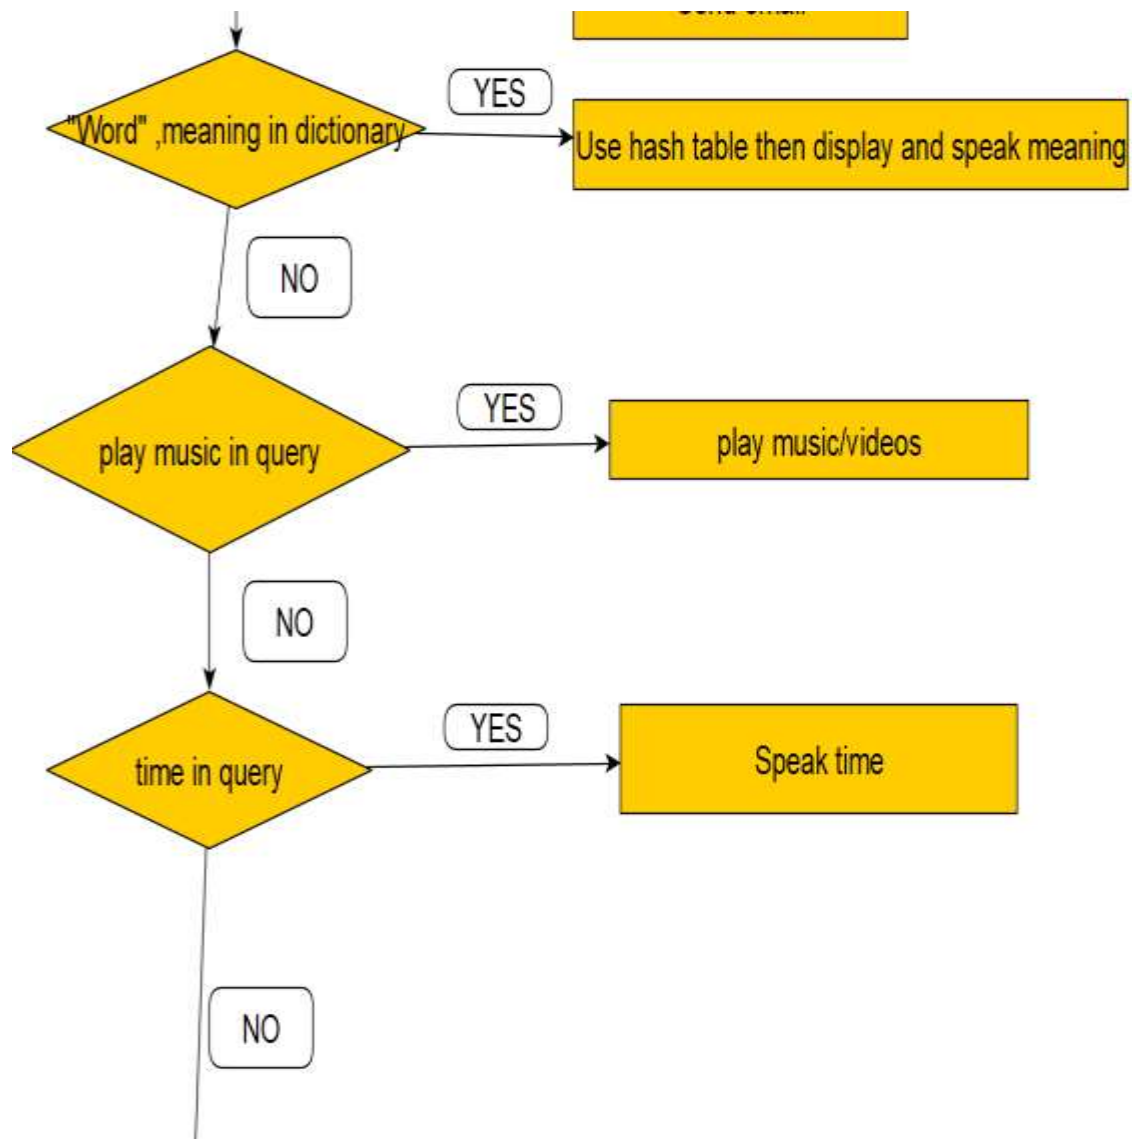 YES
"Word" ,meaning in dictionary
Use hash table then display and speak meaning
NO
YES
play music in query
play music/videos
NO
YES
time in query
Speak time
NO